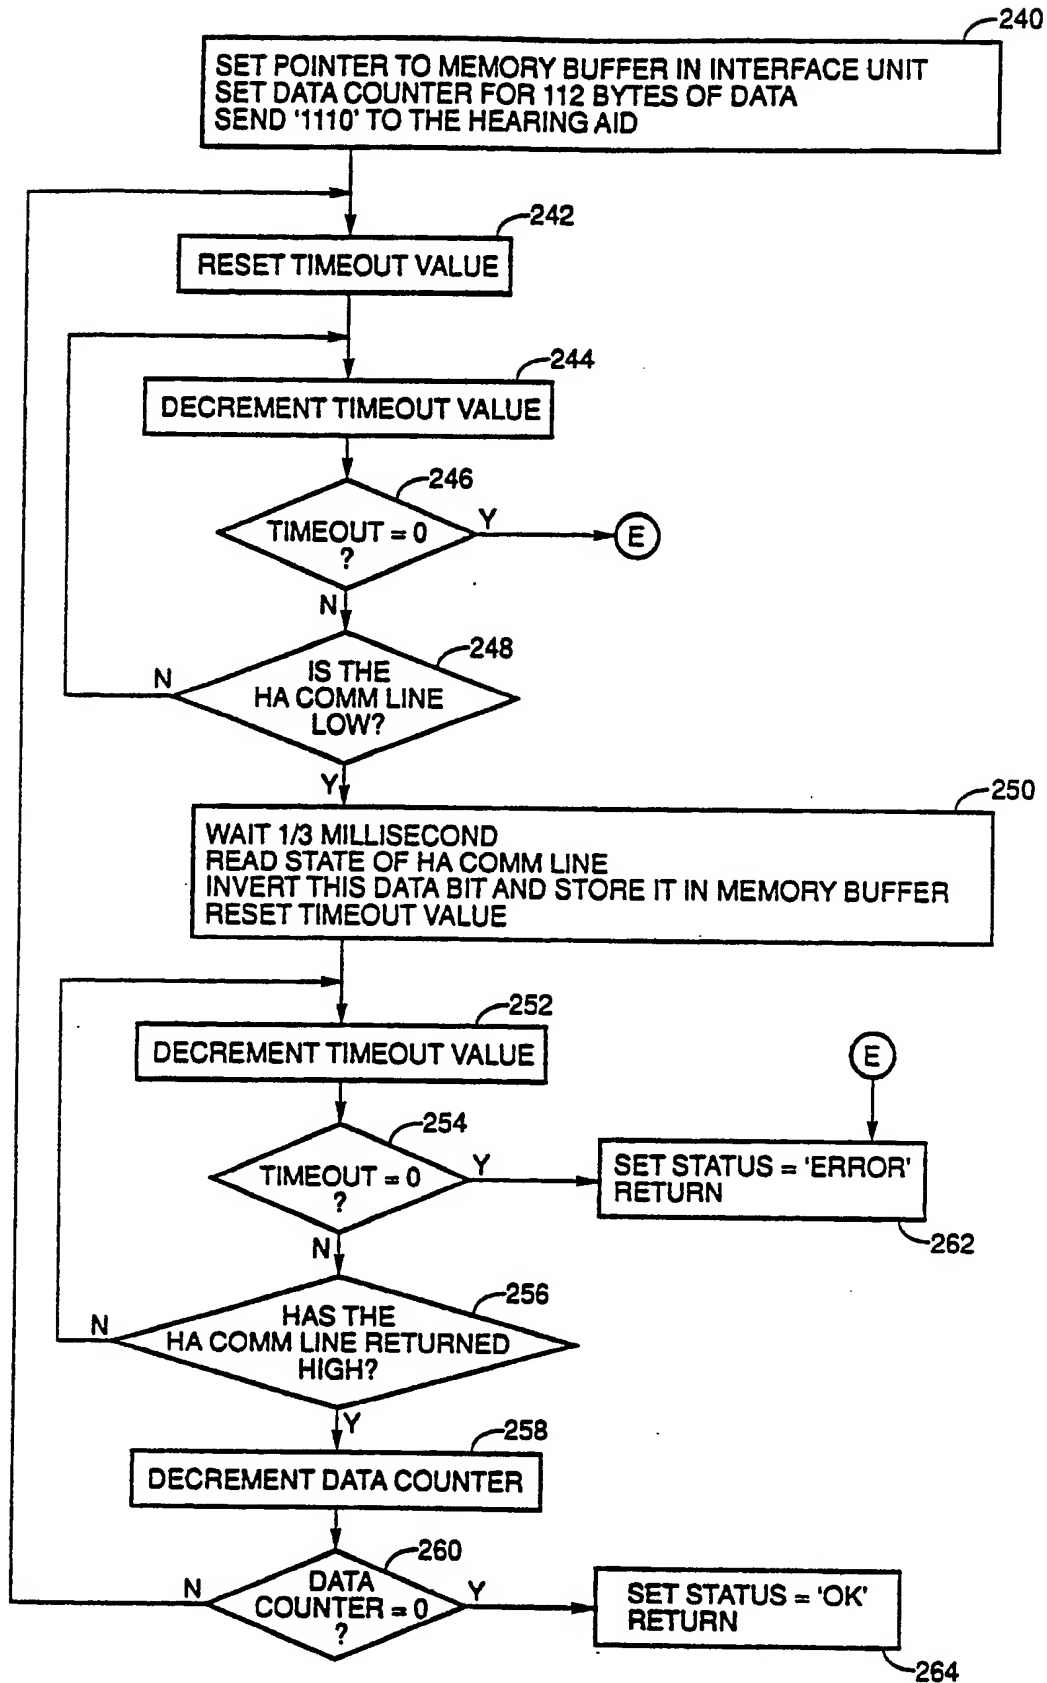 240
SET POINTER TO MEMORY BUFFER IN INTERFACE UNIT
SET DATA COUNTER FOR 112 BYTES OF DATA
SEND '1110' TO THE HEARING AID
242
RESET TIMEOUT VALUE
244
DECREMENT TIMEOUT VALUE
246
TIMEOUT = 0
?
Y
E
N
248
IS THE
HA COMM LINE
LOW?
N
Y
250
WAIT 1/3 MILLISECOND
READ STATE OF HA COMM LINE
INVERT THIS DATA BIT AND STORE IT IN MEMORY BUFFER
RESET TIMEOUT VALUE
252
DECREMENT TIMEOUT VALUE
E
254
TIMEOUT = 0
?
Y
SET STATUS = 'ERROR'
RETURN
262
N
256
HAS THE
HA COMM LINE RETURNED
HIGH?
N
Y
258
DECREMENT DATA COUNTER
260
DATA
COUNTER = 0
?
N
Y
SET STATUS = 'OK'
RETURN
264